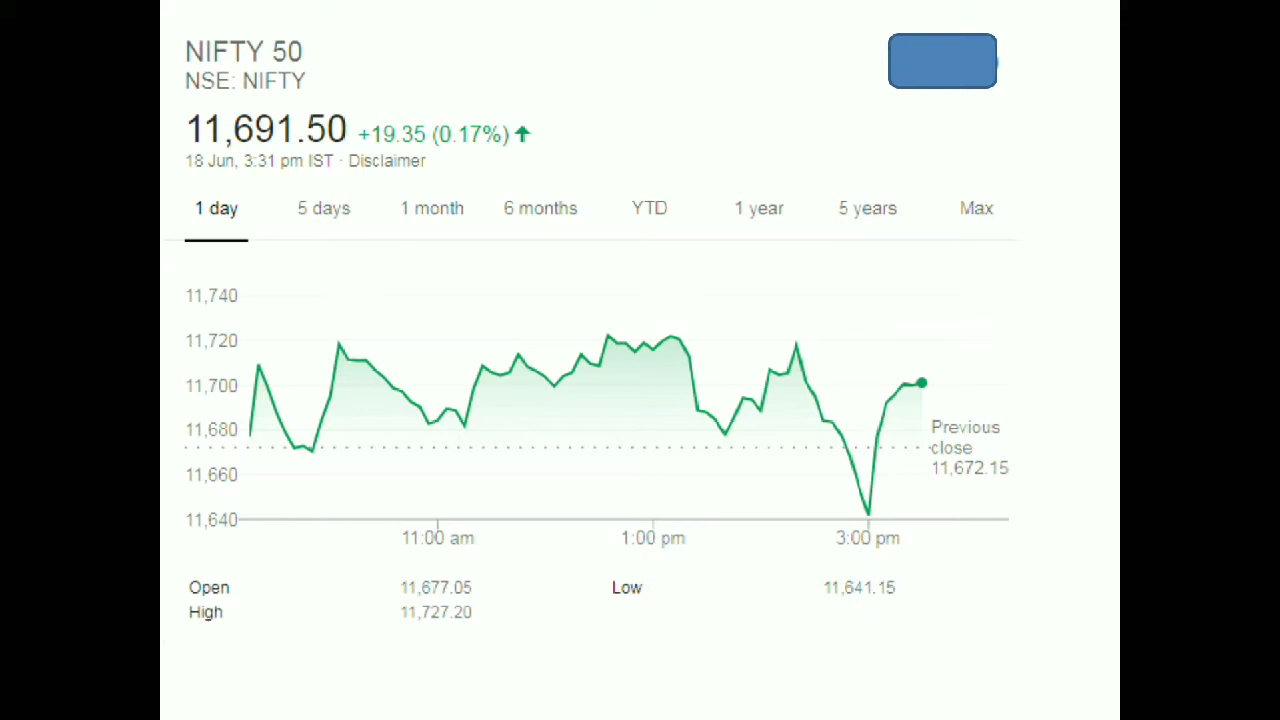 NIFTY 50
NSE: NIFTY
11,691.50 +19.35 (0.17%)
18 Jun, 3:31 pm IST · Disclaimer
1 day 5 days 1 month 6 months YTD 1 year 5 years Max
11,740
11,720
11,700
11,680
11,660
11,640
Previous
close
11,672.15
11:00 am 1:00 pm 3:00 pm
Open 11,677.05 Low 11,641.15
High 11,727.20